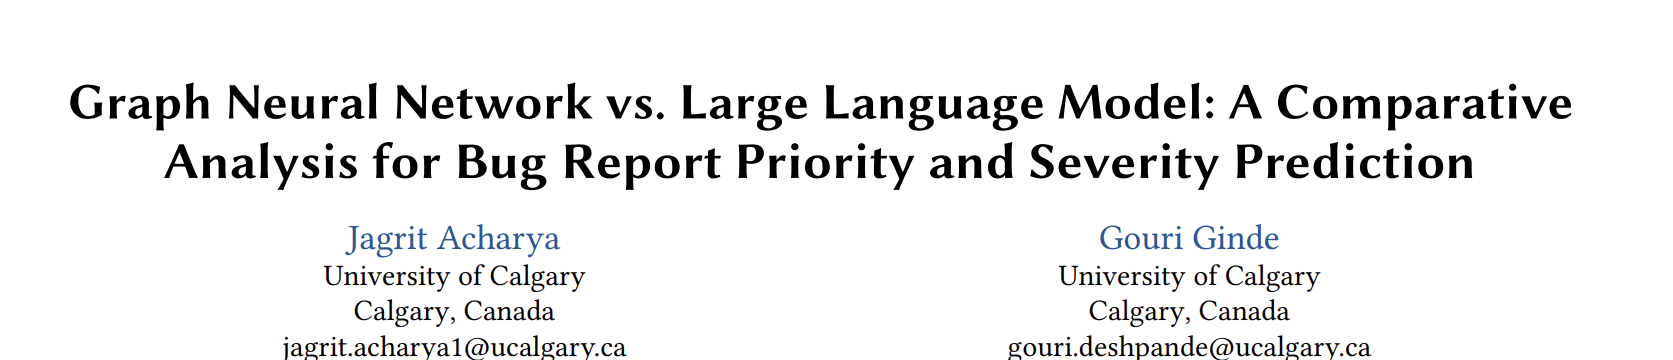 Graph Neural Network vs. Large Language Model: A Comparative
Analysis for Bug Report Priority and Severity Prediction
Jagrit Acharya
University of Calgary
Calgary, Canada
jagrit.acharya1@ucalgary.ca
Gouri Ginde
University of Calgary
Calgary, Canada
gouri.deshpande@ucalgary.ca